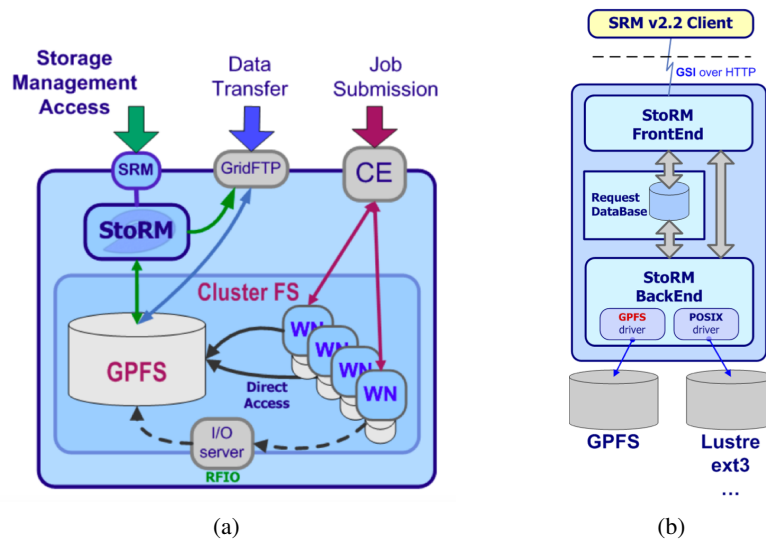 Storage
Management
Access
Data
Transfer
Job
Submission
SRM
GridFTP
CE
StoRM
Cluster FS
GPFS
WN
WN
WN
WN
Direct
Access
I/O
server
RFIO
(a)
SRM v2.2 Client
GSI over HTTP
StoRM
FrontEnd
Request
DataBase
StoRM
BackEnd
GPFS
driver
POSIX
driver
GPFS
Lustre
ext3
...
(b)